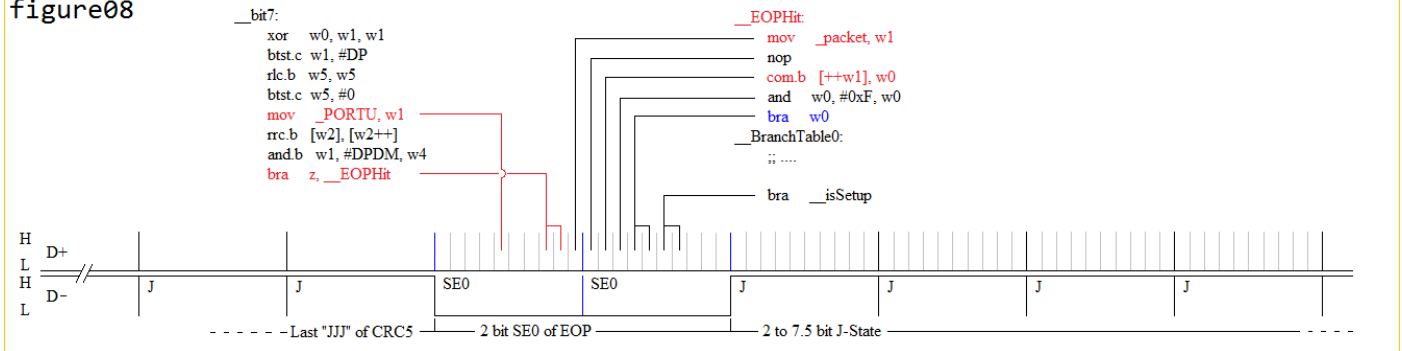 figure08
__bit7:
xor w0, w1, w1
btst.c w1, #DP
rlc.b w5, w5
btst.c w5, #0
mov _PORTU, w1
rrc.b [w2], [w2++]
and.b w1, #DPDM, w4
bra z, __EOPHit
__EOPHit:
mov _packet, w1
nop
com.b [++w1], w0
and w0, #0xF, w0
bra w0
__BranchTable0:
;; ....
bra __isSetup
H
D+
L
H
D-
L
J J SE0 SE0 J J J J
Last "JJJ" of CRC5 2 bit SE0 of EOP 2 to 7.5 bit J-State